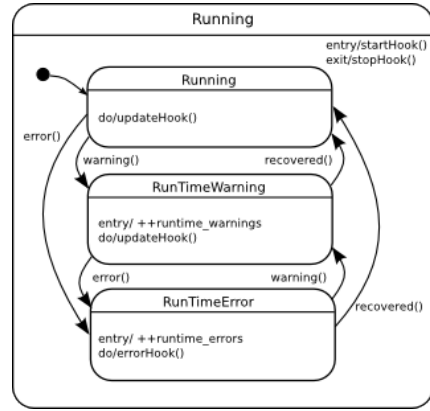 Running
entry/startHook()
exit/stopHook()
Running
do/updateHook()
error()
warning()
recovered()
RunTimeWarning
entry/ ++runtime_warnings
do/updateHook()
error()
warning()
RunTimeError
recovered()
entry/ ++runtime_errors
do/errorHook()